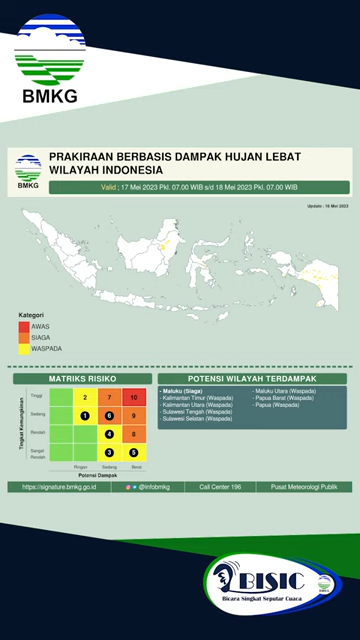 BMKG
BMKG
PRAKIRAAN BERBASIS DAMPAK HUJAN LEBAT
WILAYAH INDONESIA
Valid ; 17 Mei 2023 Pkl. 07.00 WIB s/d 18 Mei 2023 Pkl. 07.00 WIB
Update : 16 Mei 2023
Kategori
AWAS
SIAGA
WASPADA
MATRIKS RISIKO
Tingkat Kemungkinan
Tinggi 2 7 10
Sedang 1 6 9
Rendah 4 8
Sangat Rendah 3 5
Ringan Sedang Berat
Potensi Dampak
POTENSI WILAYAH TERDAMPAK
- Maluku (Siaga)
- Kalimantan Timur (Waspada)
- Kalimantan Utara (Waspada)
- Sulawesi Tengah (Waspada)
- Sulawesi Selatan (Waspada)
- Maluku Utara (Waspada)
- Papua Barat (Waspada)
- Papua (Waspada)
https://signature.bmkg.go.id
@infobmkg
Call Center 196
Pusat Meteorologi Publik
BISIC
Bicara Singkat Seputar Cuaca